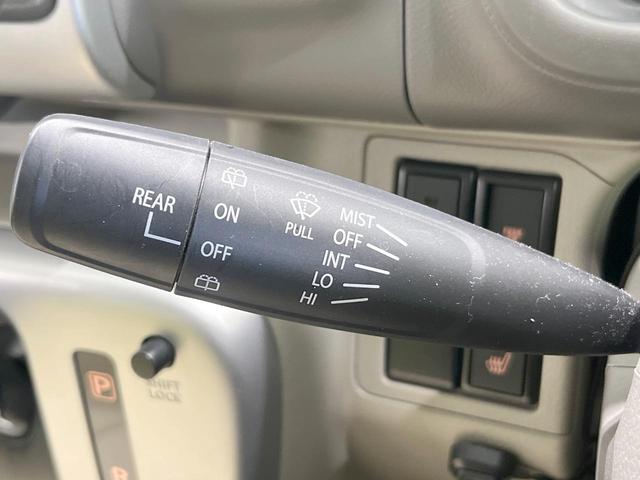 REAR
ON
OFF
PULL
MIST
OFF
INT
LO
HI
P
SHIFT
LOCK
R